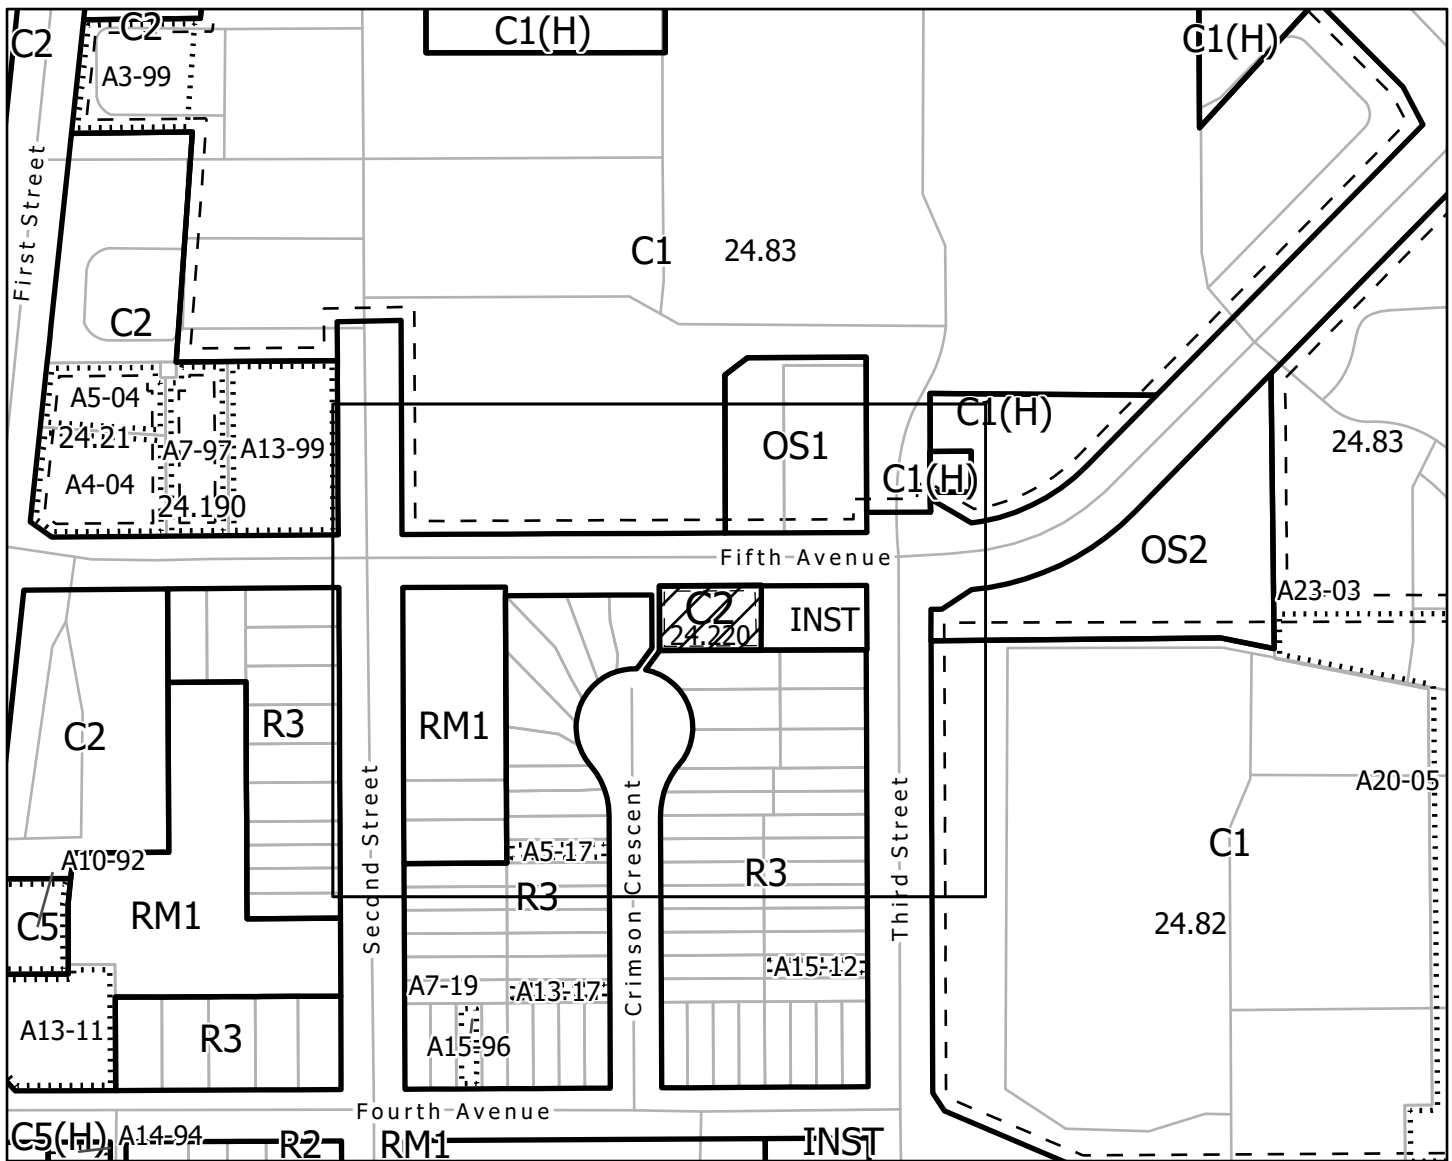 C2
C2
C1(H)
C1(H)
A3-99
First Street
C1
24.83
C2
A5-04
24.21
A7-97
A13-99
A4-04
24.190
OS1
C1(H)
C1(H)
24.83
OS2
Fifth Avenue
A23-03
C2
24.220
INST
C2
R3
RM1
A20-05
Second Street
Crimson Crescent
Third Street
A10-92
A5-17
R3
R3
C1
24.82
C5
RM1
A15-12
A7-19
A13-17
A13-11
R3
A15-96
Fourth Avenue
C5(H)
A14-94
R2
RM1
INST